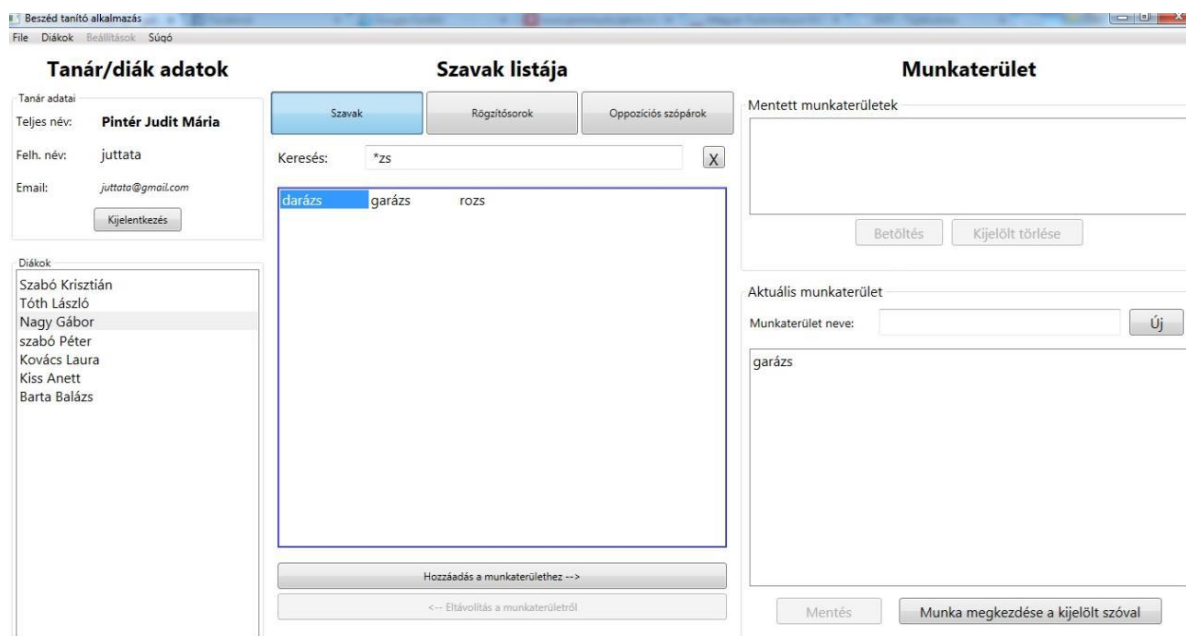 Beszéd tanító alkalmazás
File Diákok Beállítások Súgó
Tanár/diák adatok
Tanár adatai
Teljes név: Pintér Judit Mária
Felh. név: juttata
Email: juttata@gmail.com
Kijelentkezés
Diákok
Szabó Krisztián
Tóth László
Nagy Gábor
szabó Péter
Kovács Laura
Kiss Anett
Barta Balázs
Szavak listája
Szavak Rögzítősorok Oppozíciós szópárok
Keresés: *zs X
darázs garázs rozs
Hozzáadás a munkaterülethez -->
<-- Eltávolítás a munkaterületről
Munkaterület
Mentett munkaterületek
Betöltés Kijelölt törlése
Aktuális munkaterület
Munkaterület neve: Új
garázs
Mentés Munka megkezdése a kijelölt szóval